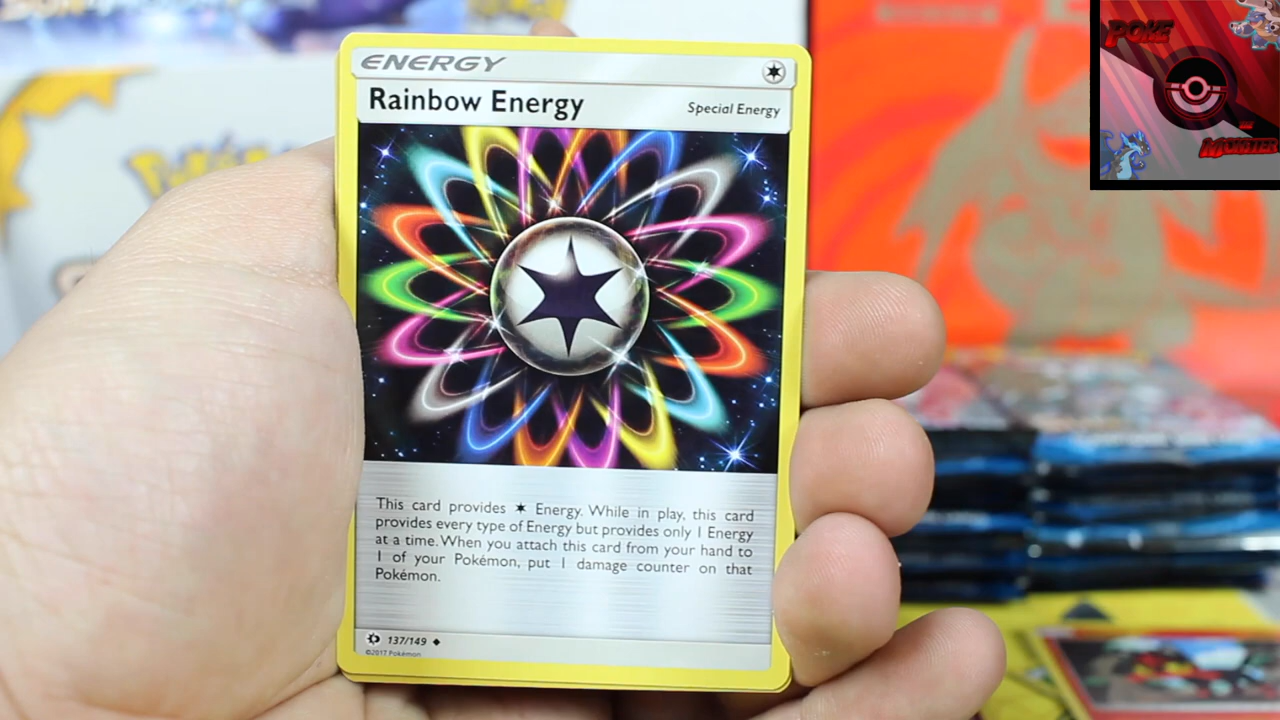 ENERGY
Rainbow Energy
Special Energy
This card provides ✶ Energy. While in play, this card
provides every type of Energy but provides only 1 Energy
at a time. When you attach this card from your hand to
1 of your Pokémon, put 1 damage counter on that
Pokémon.
137/149 ◆
©2017 Pokémon
POKE
MONSTER